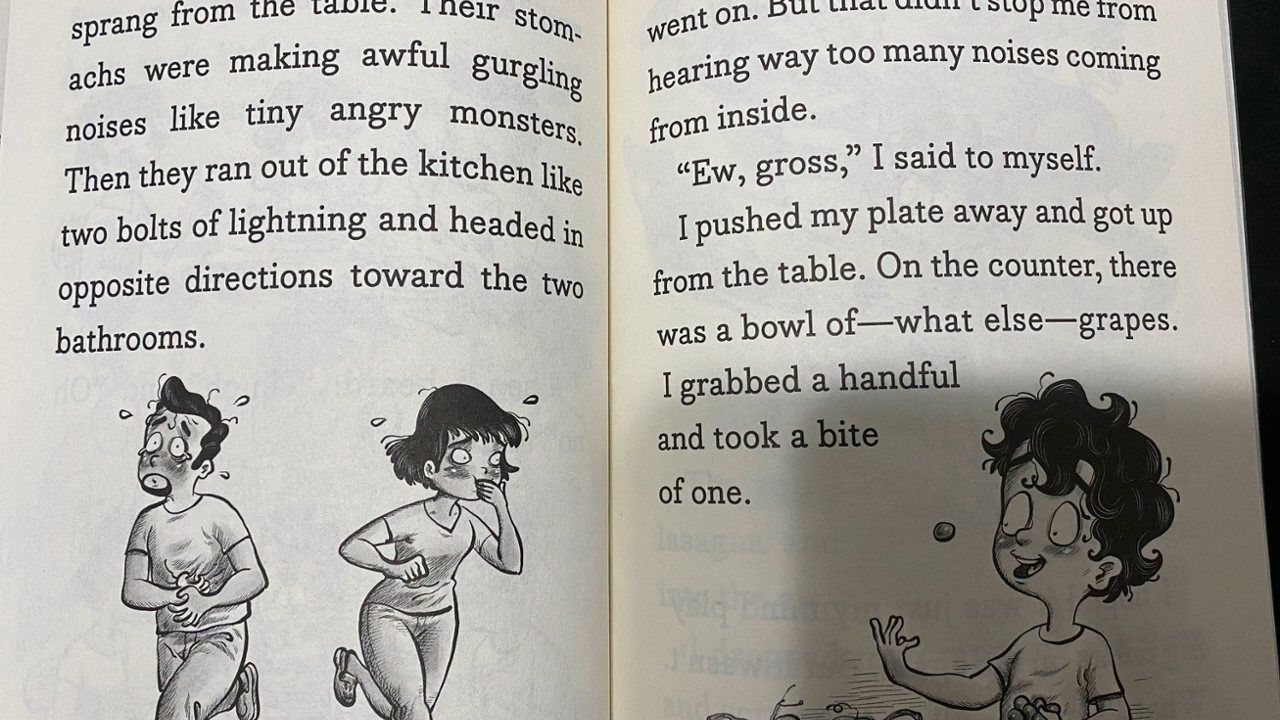 sprang from the table. Their stom-
achs were making awful gurgling
noises like tiny angry monsters.
Then they ran out of the kitchen like
two bolts of lightning and headed in
opposite directions toward the two
bathrooms.
went on. But that didn't stop me from
hearing way too many noises coming
from inside.
“Ew, gross,” I said to myself.
I pushed my plate away and got up
from the table. On the counter, there
was a bowl of—what else—grapes.
I grabbed a handful
and took a bite
of one.